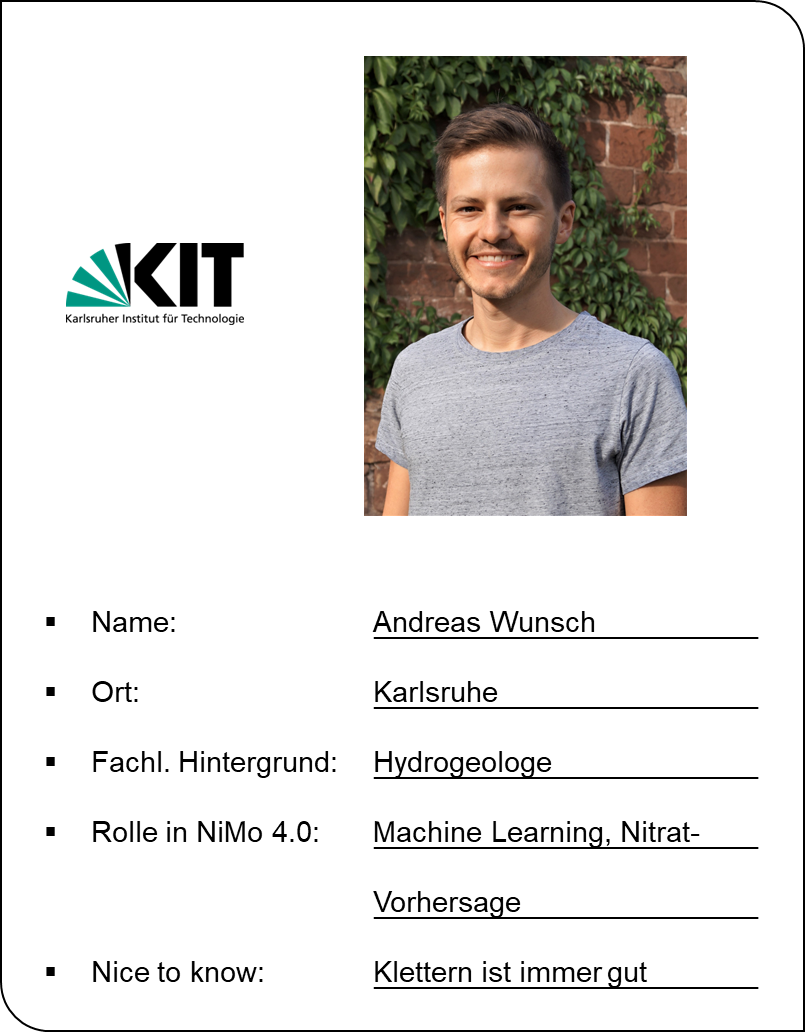 KIT
Karlsruher Institut für Technologie
Name: Andreas Wunsch
Ort: Karlsruhe
Fachl. Hintergrund: Hydrogeologe
Rolle in NiMo 4.0: Machine Learning, Nitrat-
Vorhersage
Nice to know: Klettern ist immer gut